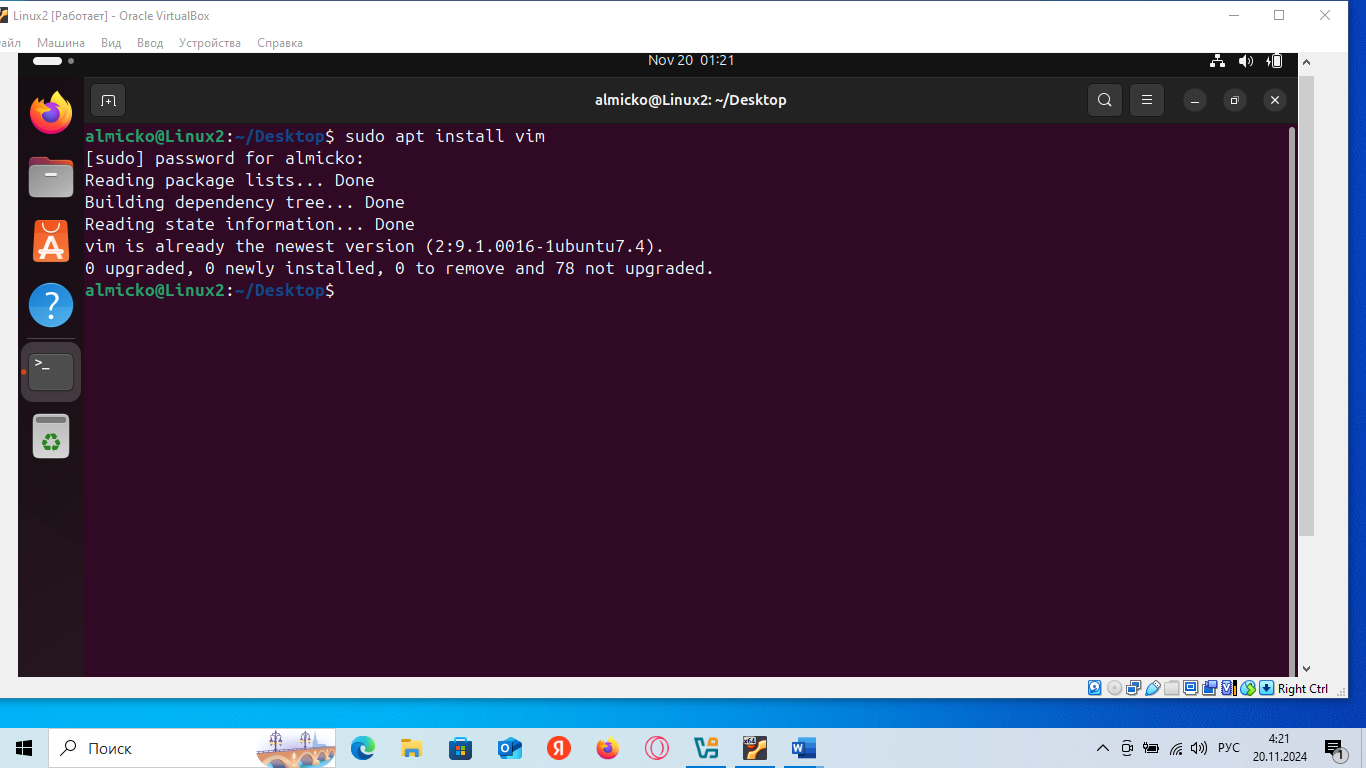 Linux2 [Работает] - Oracle VirtualBox
Машина Вид Ввод Устройства Справка
Nov 20 01:21
almicko@Linux2: ~/Desktop
almicko@Linux2:~/Desktop$ sudo apt install vim
[sudo] password for almicko:
Reading package lists... Done
Building dependency tree... Done
Reading state information... Done
vim is already the newest version (2:9.1.0016-1ubuntu7.4).
0 upgraded, 0 newly installed, 0 to remove and 78 not upgraded.
almicko@Linux2:~/Desktop$
Right Ctrl
Поиск
РУС
4:21
20.11.2024
1